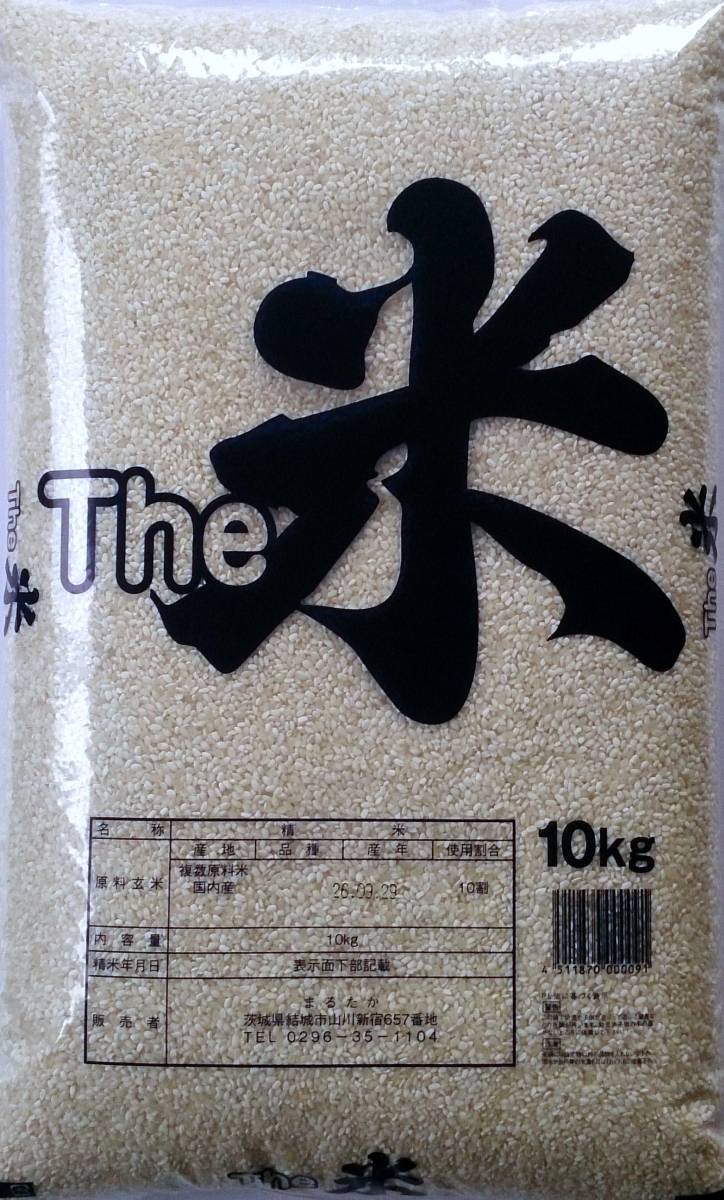 The 米
The 米
The 米
名 称 精 米
産 地 品 種 産 年 使用割合
原料玄米
複数原料米
国内産 10割
26.09.29
内 容 量 10kg
精米年月日 表示面下部記載
販 売 者
まるたか
茨城県結城市山川新宿657番地
TEL 0296-35-1104
10kg
4 511870 000091
The 米